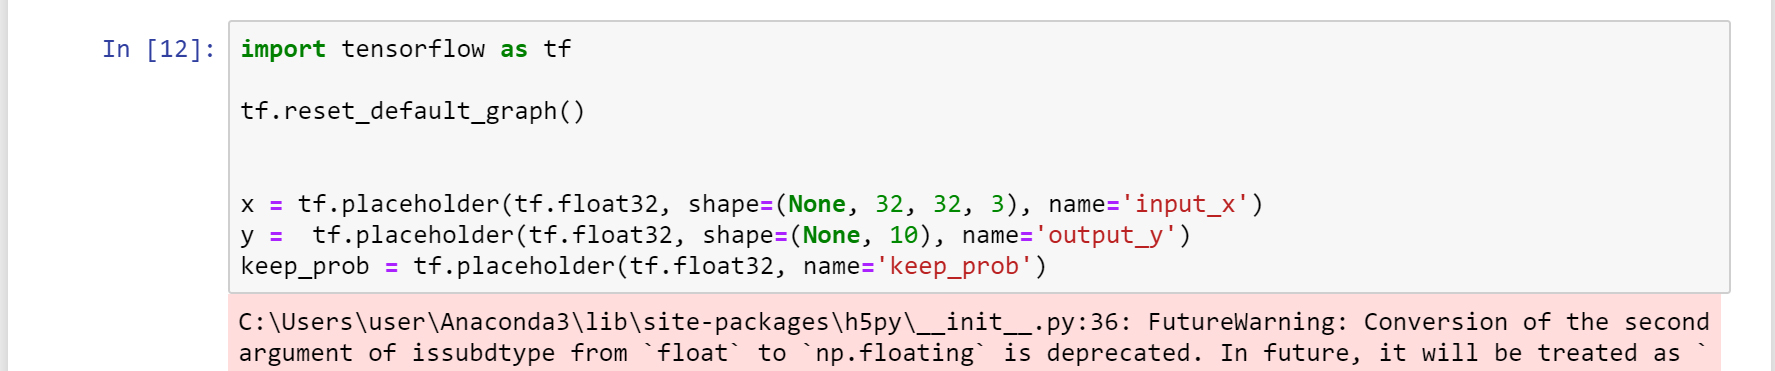 In [12]: import tensorflow as tf
tf.reset_default_graph()
x = tf.placeholder(tf.float32, shape=(None, 32, 32, 3), name='input_x')
y =  tf.placeholder(tf.float32, shape=(None, 10), name='output_y')
keep_prob = tf.placeholder(tf.float32, name='keep_prob')
C:\Users\user\Anaconda3\lib\site-packages\h5py\__init__.py:36: FutureWarning: Conversion of the second
argument of issubdtype from `float` to `np.floating` is deprecated. In future, it will be treated as `